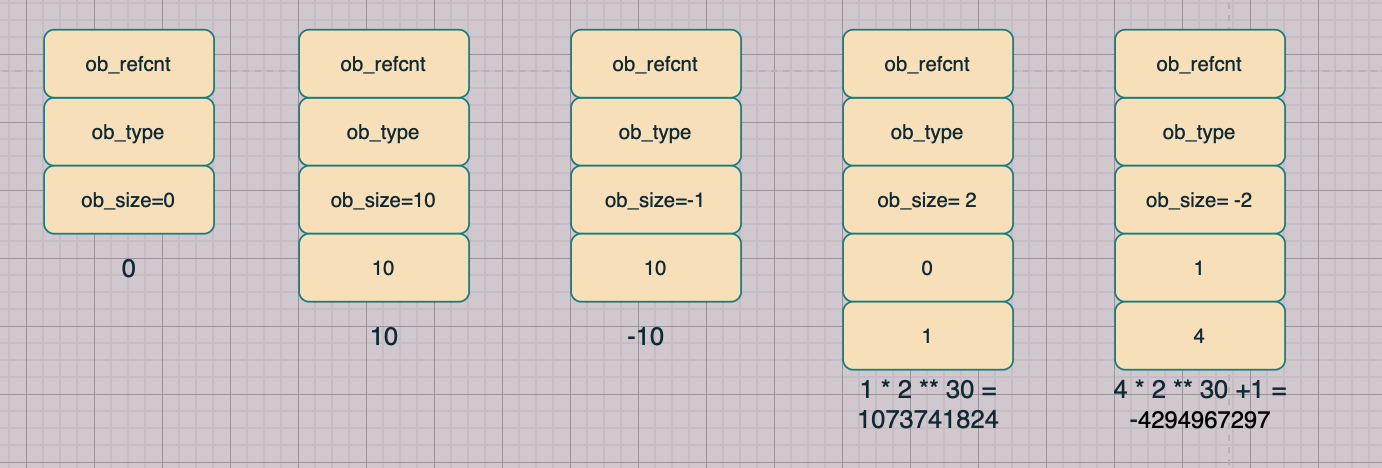 ob_refcnt
ob_type
ob_size=0
0
ob_refcnt
ob_type
ob_size=10
10
10
ob_refcnt
ob_type
ob_size=-1
10
-10
ob_refcnt
ob_type
ob_size= 2
0
1
1 * 2 ** 30 =
1073741824
ob_refcnt
ob_type
ob_size= -2
1
4
4 * 2 ** 30 +1 =
-4294967297